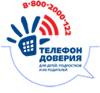 8-800-2000-122
ТЕЛЕФОН
ДОВЕРИЯ
ДЛЯ ДЕТЕЙ, ПОДРОСТКОВ
И ИХ РОДИТЕЛЕЙ